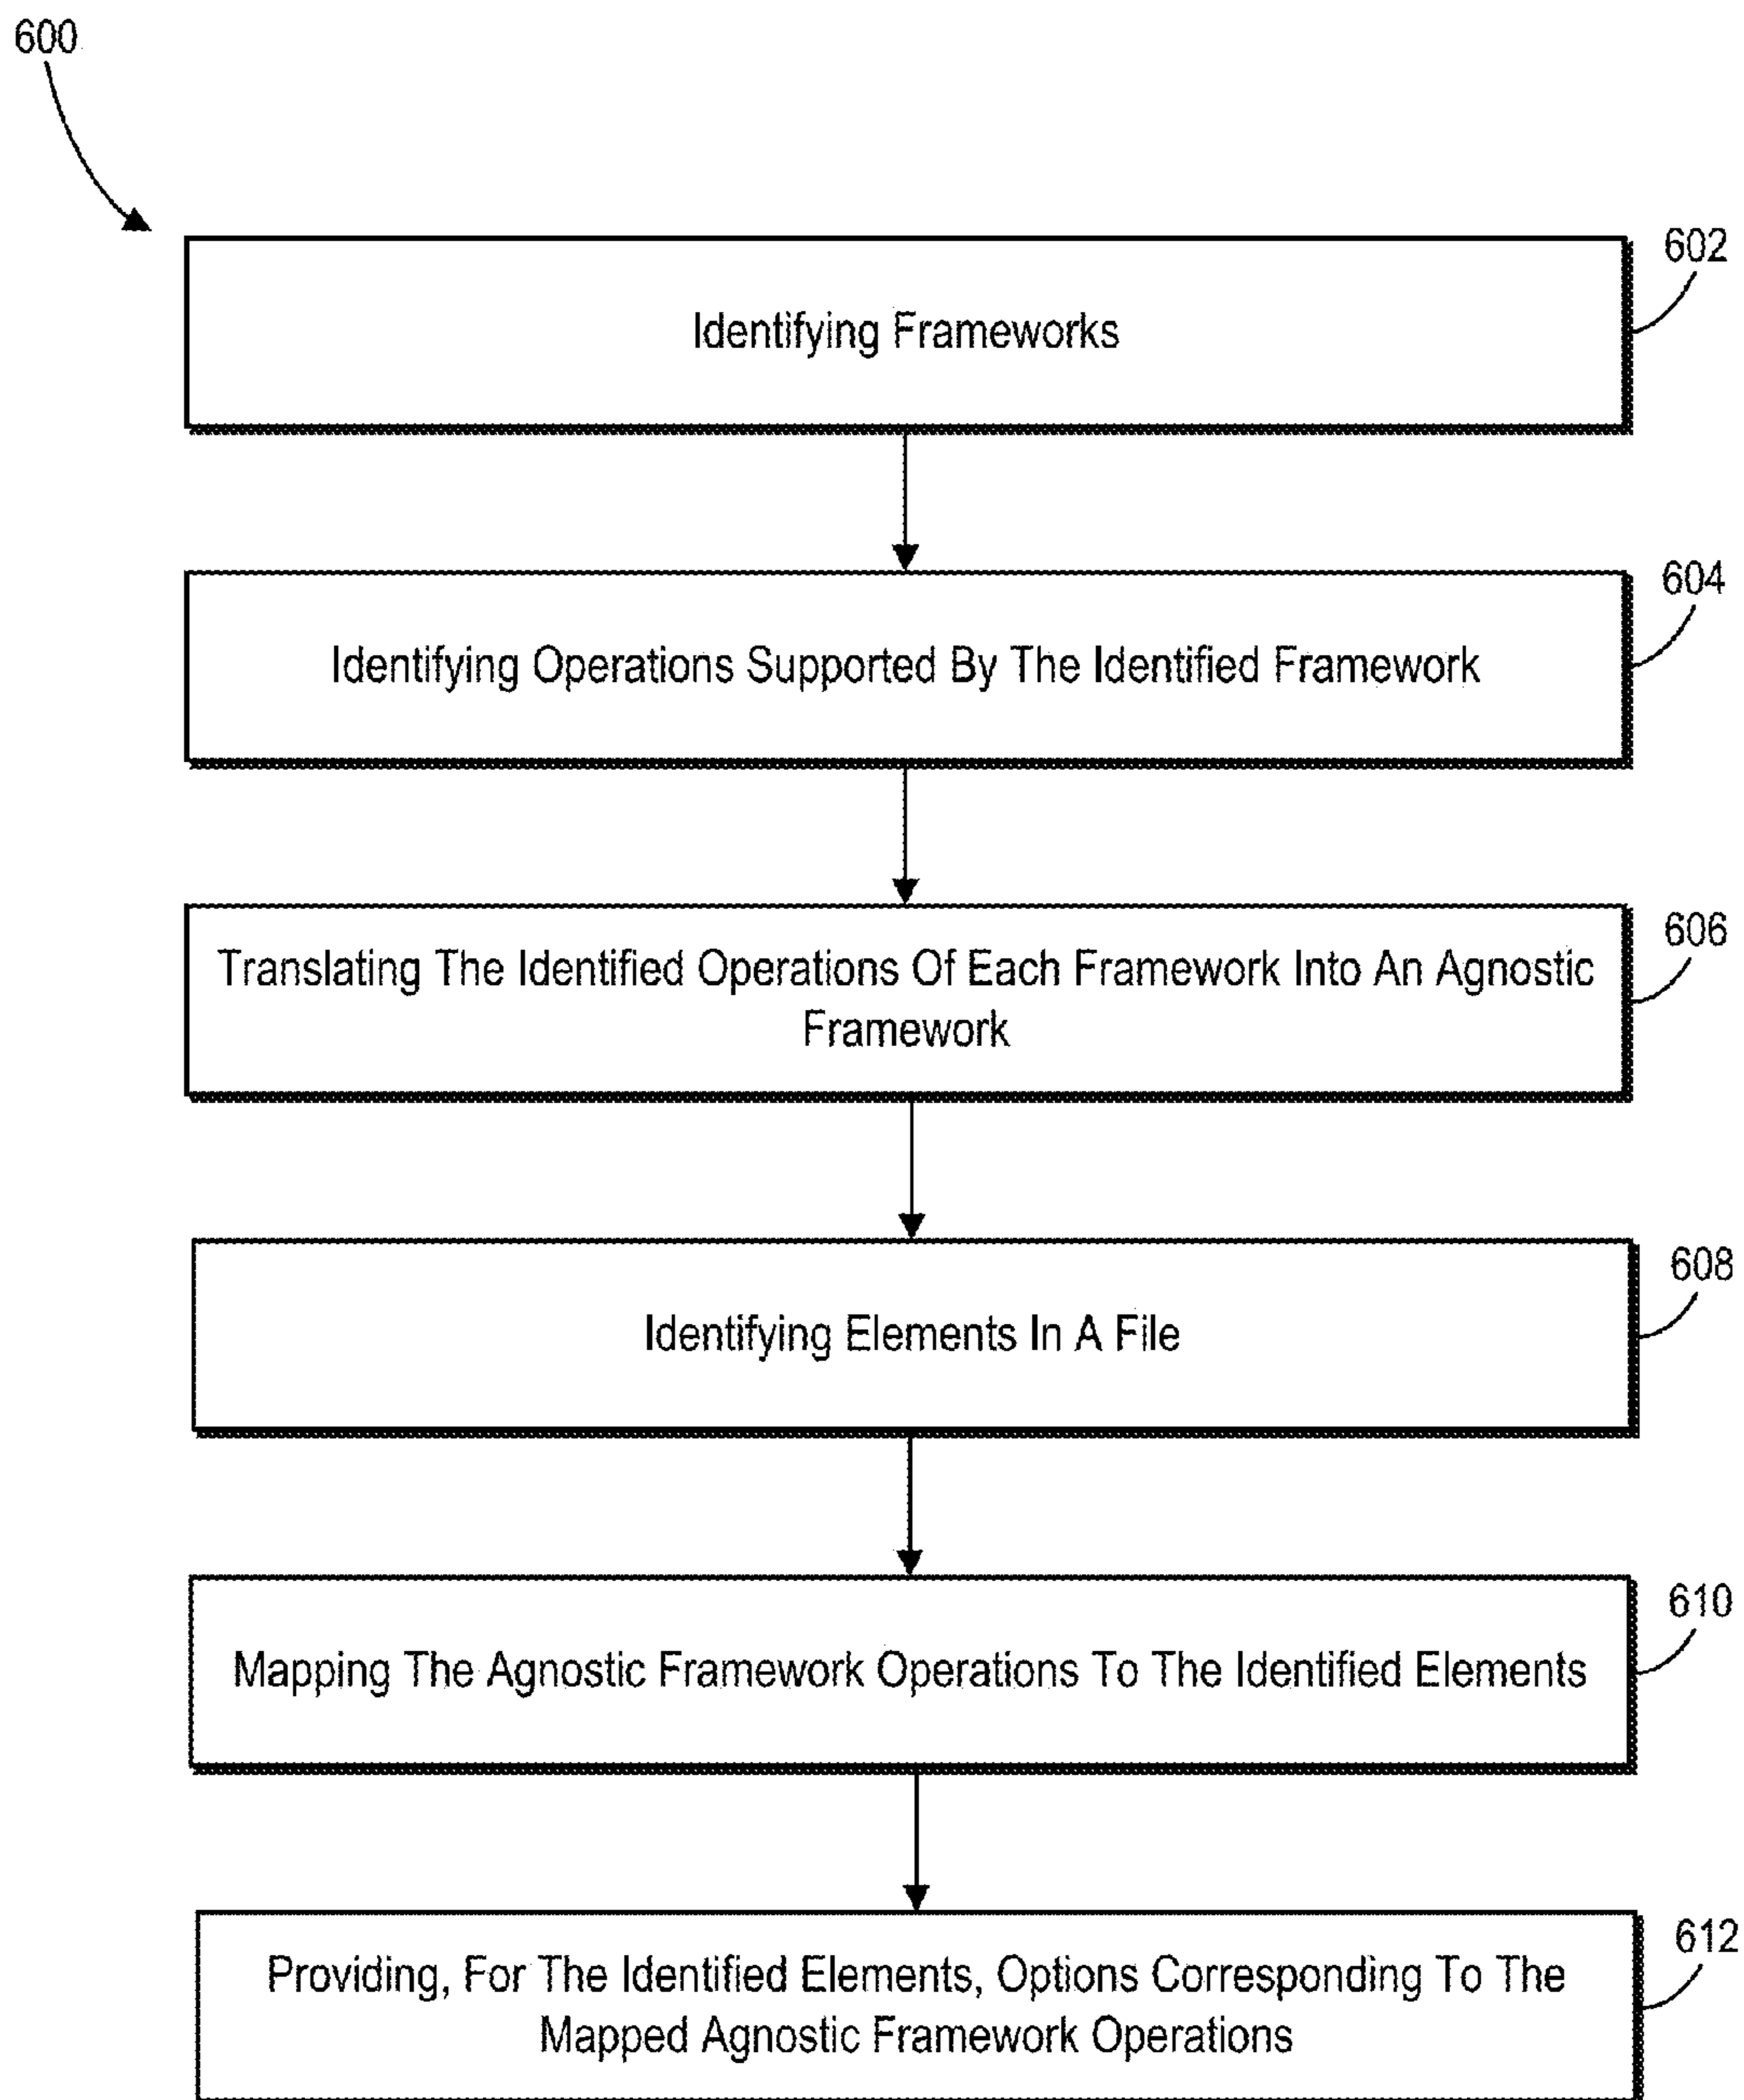 600
602
Identifying Frameworks
604
Identifying Operations Supported By The Identified Framework
606
Translating The Identified Operations Of Each Framework Into An Agnostic
Framework
608
Identifying Elements In A File
610
Mapping The Agnostic Framework Operations To The Identified Elements
612
Providing, For The Identified Elements, Options Corresponding To The
Mapped Agnostic Framework Operations